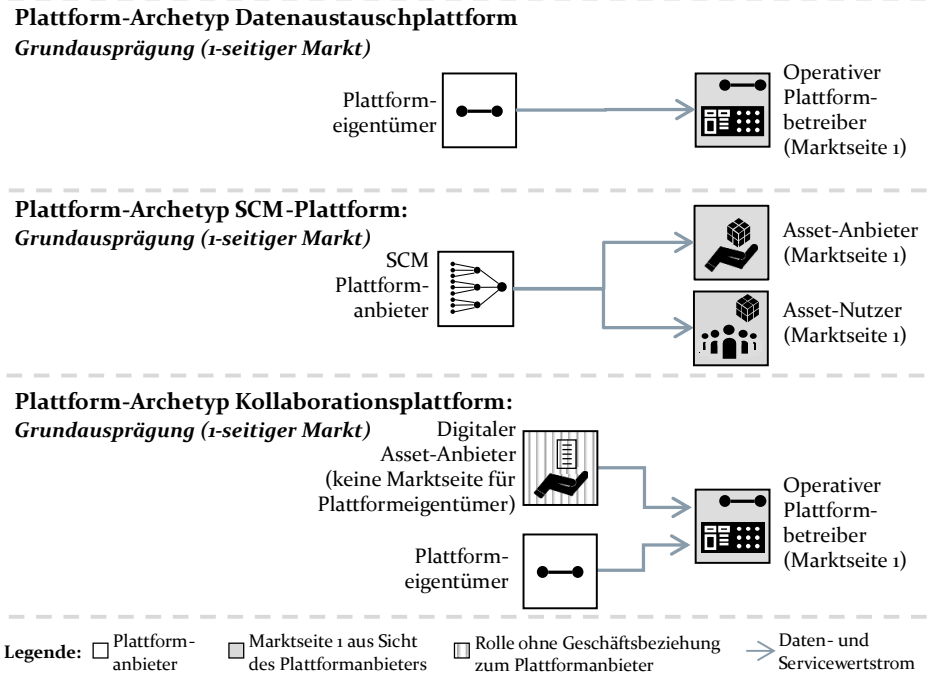 Plattform-Archetyp Datenaustauschplattform
Grundausprägung (1-seitiger Markt)
Plattform-
eigentümer
Operativer
Plattform-
betreiber
(Marktseite 1)
Plattform-Archetyp SCM-Plattform:
Grundausprägung (1-seitiger Markt)
SCM
Plattform-
anbieter
Asset-Anbieter
(Marktseite 1)
Asset-Nutzer
(Marktseite 1)
Plattform-Archetyp Kollaborationsplattform:
Grundausprägung (1-seitiger Markt)
Digitaler
Asset-Anbieter
(keine Marktseite für
Plattformeigentümer)
Plattform-
eigentümer
Operativer
Plattform-
betreiber
(Marktseite 1)
Legende:
Plattform-
anbieter
Marktseite 1 aus Sicht
des Plattformanbieters
Rolle ohne Geschäftsbeziehung
zum Plattformanbieter
Daten- und
Servicewertstrom